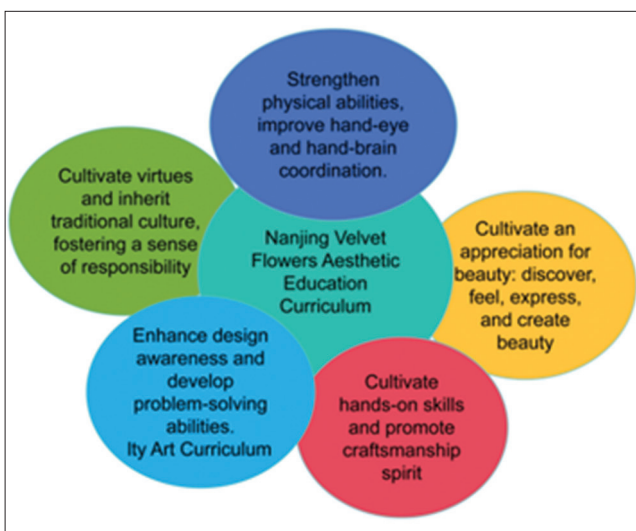 Strengthen
physical abilities,
improve hand-eye
and hand-brain
coordination.
Cultivate virtues
and inherit
traditional culture,
fostering a sense
of responsibility
Nanjing Velvet
Flowers Aesthetic
Education
Curriculum
Cultivate an
appreciation for
beauty: discover,
feel, express,
and create
beauty
Enhance design
awareness and
develop
problem-solving
abilities.
Ity Art Curriculum
Cultivate
hands-on skills
and promote
craftsmanship
spirit